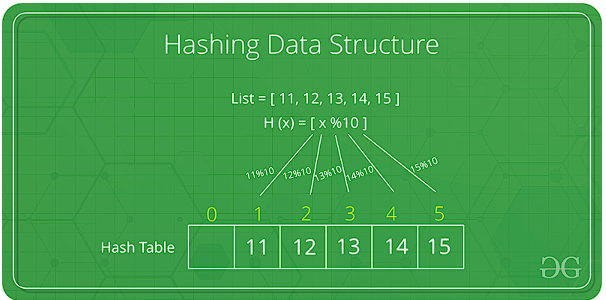 Hashing Data Structure
List = [ 11, 12, 13, 14, 15 ]
H (x) = [ x %10 ]
11%10 12%10 13%10 14%10 15%10
0 1 2 3 4 5
Hash Table 11 12 13 14 15
GG